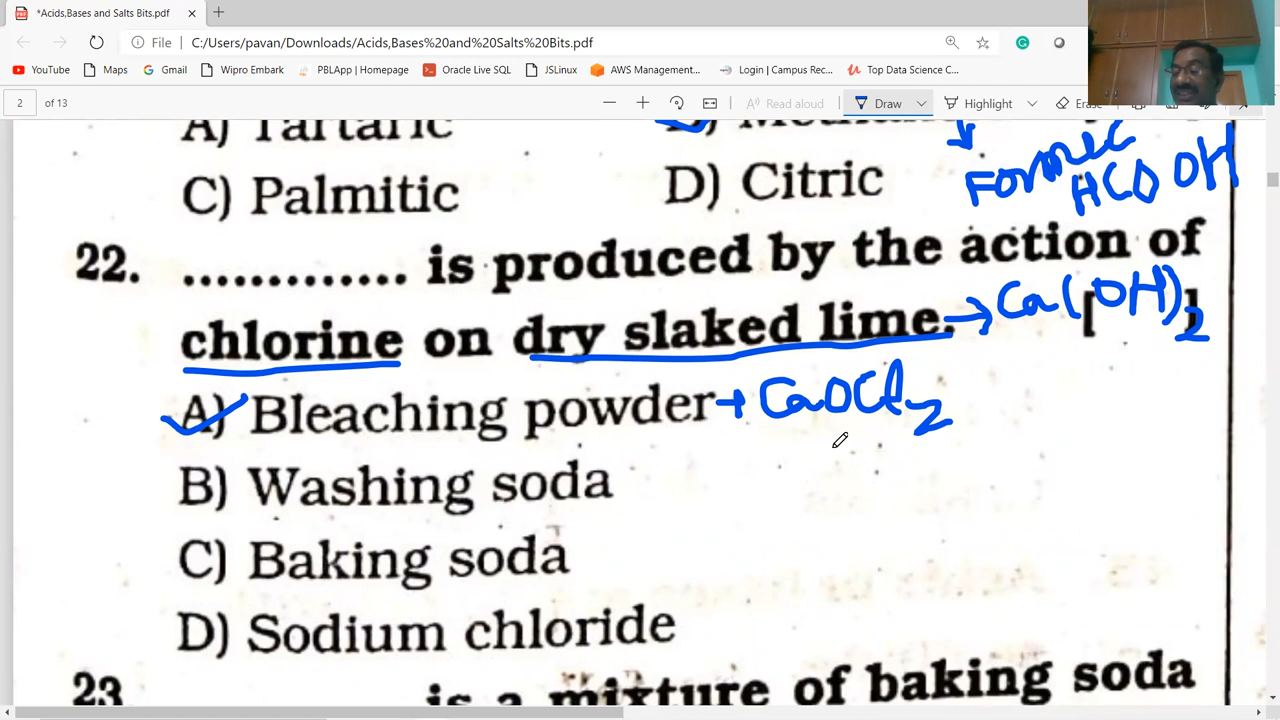 *Acids,Bases and Salts Bits.pdf
File C:/Users/pavan/Downloads/Acids,Bases%20and%20Salts%20Bits.pdf
YouTube Maps Gmail Wipro Embark PBLApp | Homepage Oracle Live SQL JSLinux AWS Management... Login | Campus Rec... Top Data Science C...
2 of 13 Read aloud Draw Highlight Erase
A) Tartaric
C) Palmitic D) Citric
HCOOH
22. ............. is produced by the action of
chlorine on dry slaked lime. → Ca(OH)2 [ ]
A) Bleaching powder → CaOCl2
B) Washing soda
C) Baking soda
D) Sodium chloride
23 is a mixture of baking soda